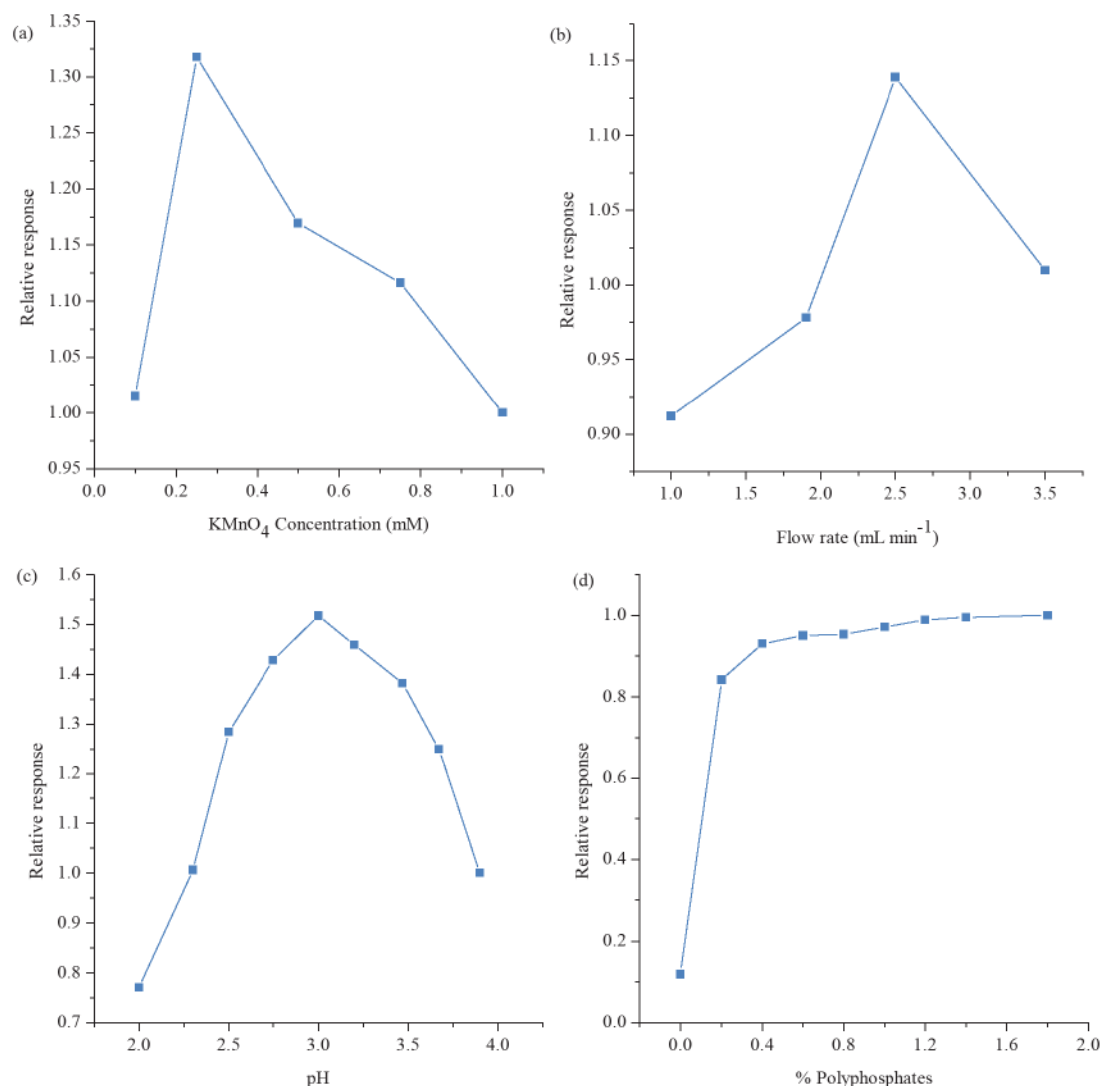 (a)
1.35
1.30
1.25
1.20
1.15
1.10
1.05
1.00
0.95
Relative response
0.0 0.2 0.4 0.6 0.8 1.0
KMnO4 Concentration (mM)
(b)
1.15
1.10
1.05
1.00
0.95
0.90
Relative response
1.0 1.5 2.0 2.5 3.0 3.5
Flow rate (mL min-1)
(c)
1.6
1.5
1.4
1.3
1.2
1.1
1.0
0.9
0.8
0.7
Relative response
2.0 2.5 3.0 3.5 4.0
pH
(d)
1.0
0.8
0.6
0.4
0.2
0.0
Relative response
0.0 0.4 0.8 1.2 1.6 2.0
% Polyphosphates